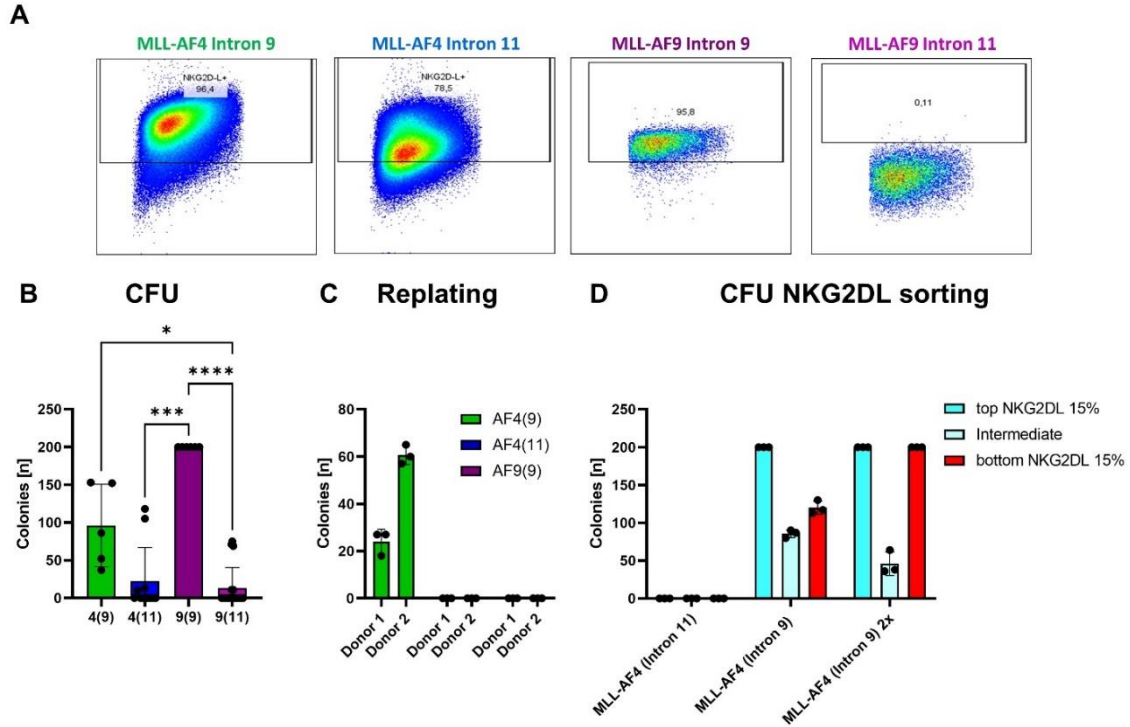 A
MLL-AF4 Intron 9
MLL-AF4 Intron 11
MLL-AF9 Intron 9
MLL-AF9 Intron 11
NKG2D-L+
96,4
NKG2D-L+
78,5
95,8
0,11
B CFU
C Replating
D CFU NKG2DL sorting
*
****
***
Colonies [n]
250
200
150
100
50
0
4(9) 4(11) 9(9) 9(11)
Colonies [n]
80
60
40
20
0
AF4(9)
AF4(11)
AF9(9)
Donor 1 Donor 2 Donor 1 Donor 2 Donor 1 Donor 2
Colonies [n]
250
200
150
100
50
0
top NKG2DL 15%
Intermediate
bottom NKG2DL 15%
MLL-AF4 (Intron 11)
MLL-AF4 (Intron 9)
MLL-AF4 (Intron 9) 2x